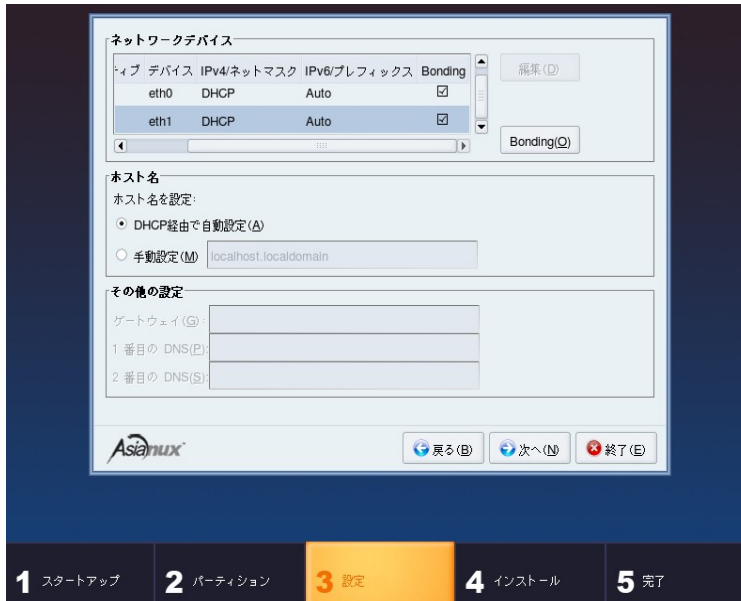 ネットワークデバイス
ティブ デバイス IPv4/ネットマスク IPv6/プレフィックス Bonding
eth0 DHCP Auto
eth1 DHCP Auto
編集(D)
Bonding(O)
ホスト名
ホスト名を設定:
DHCP経由で自動設定(A)
手動設定(M) localhost.localdomain
その他の設定
ゲートウェイ(G):
1 番目の DNS(P):
2 番目の DNS(S):
Asianux
戻る(B) 次へ(N) 終了(E)
1 スタートアップ 2 パーティション 3 設定 4 インストール 5 完了